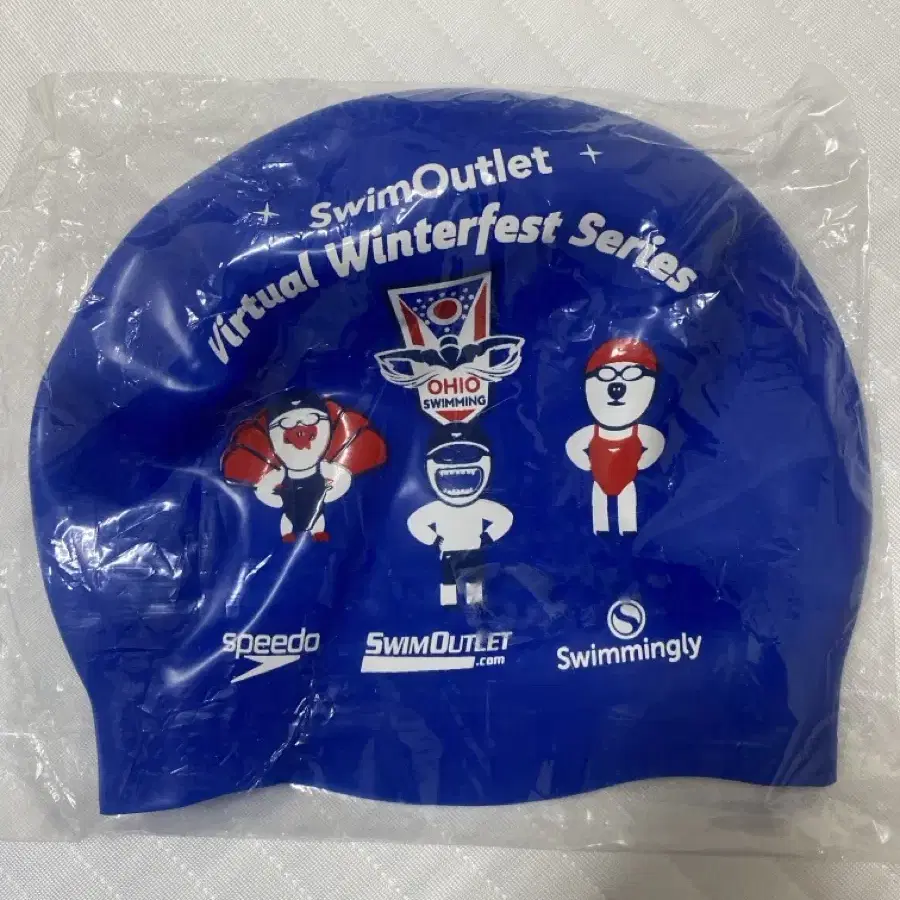 SwimOutlet
Virtual Winterfest Series
OHIO
SWIMMING
speedo
SWIMOUTLET
.com
S
Swimmingly